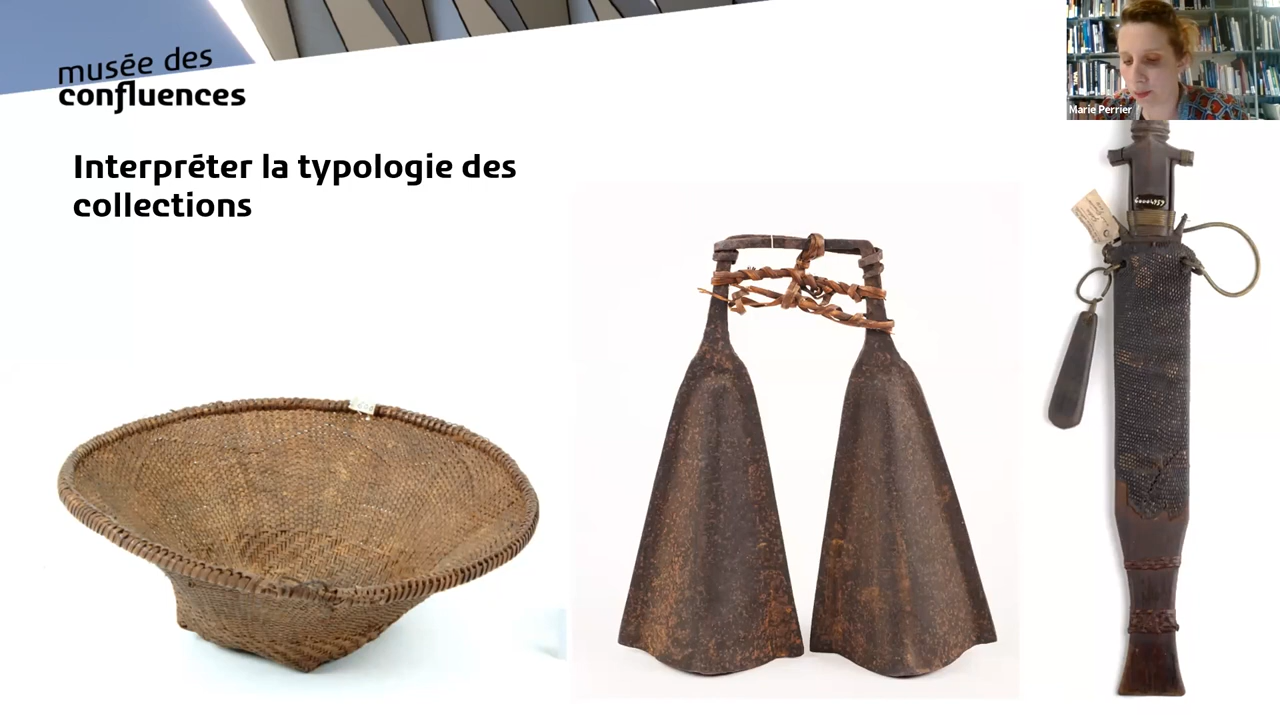 musée des
confluences
Marie Perrier
Interpréter la typologie des
collections